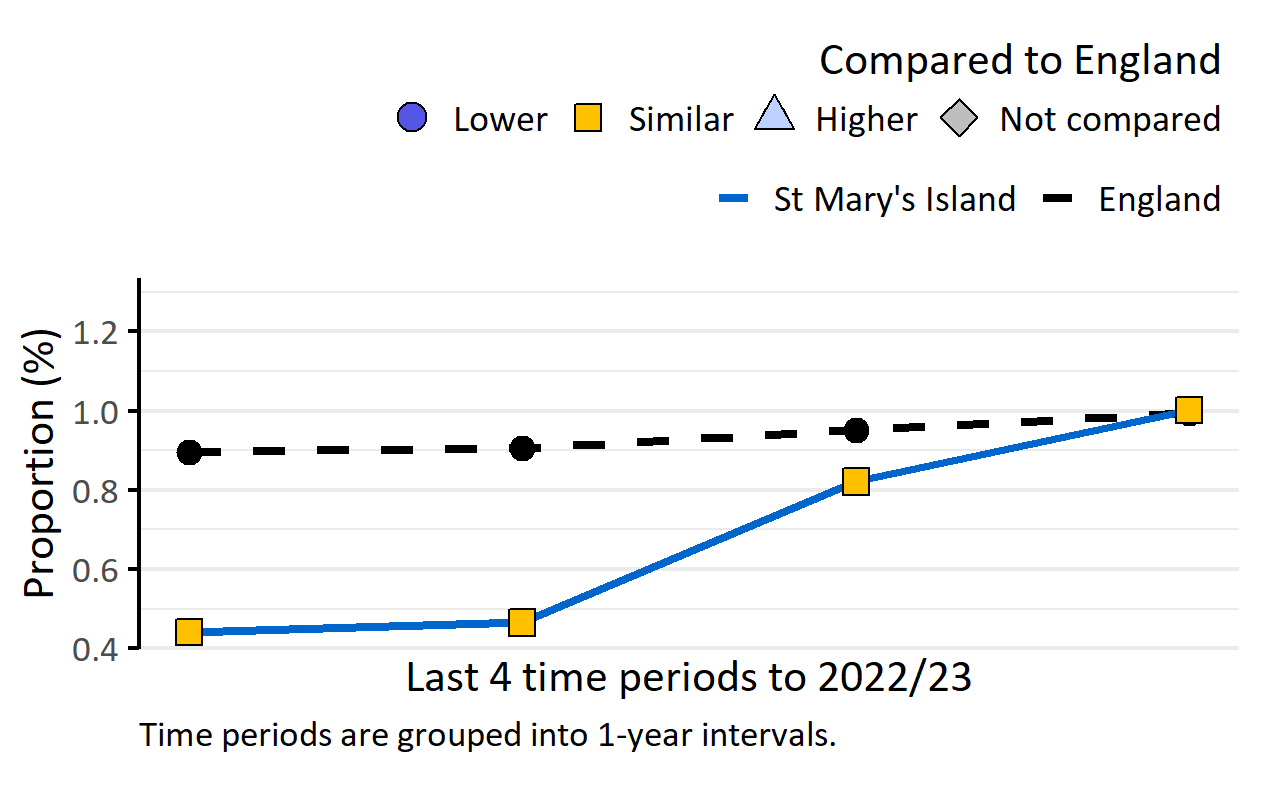 Compared to England
Lower Similar Higher Not compared
St Mary's Island England
Proportion (%)
1.2
1.0
0.8
0.6
0.4
Last 4 time periods to 2022/23
Time periods are grouped into 1-year intervals.